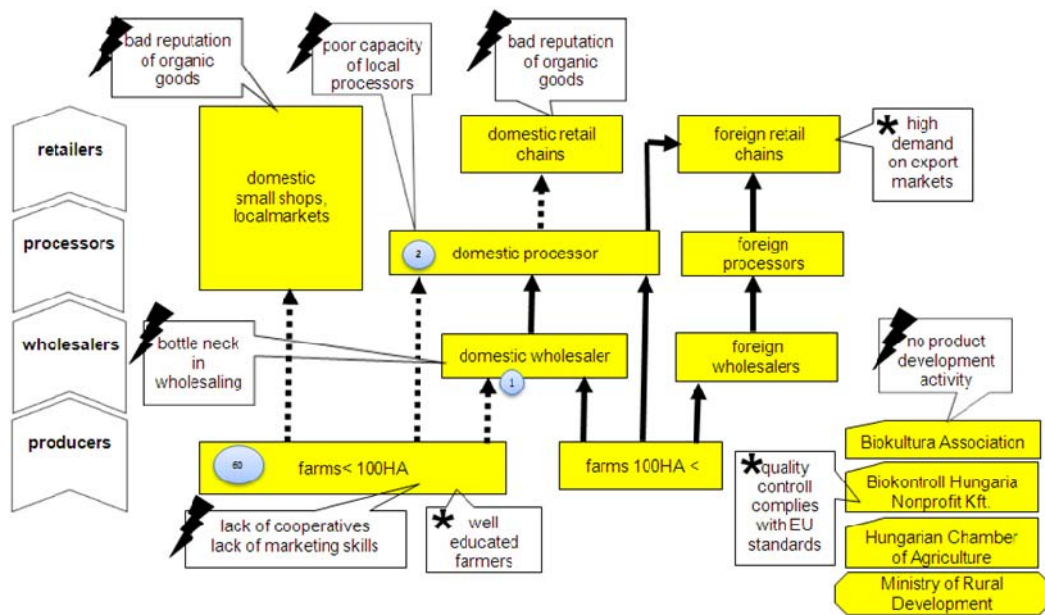 bad reputation
of organic
goods
poor capacity
of local
processors
bad reputation
of organic
goods
retailers
domestic
small shops,
localmarkets
domestic retail
chains
foreign retail
chains
* high
demand
on export
markets
processors
2
domestic processor
foreign
processors
wholesalers
bottle neck
in
wholesaling
domestic wholesaler
1
foreign
wholesalers
no product
development
activity
producers
60
farms< 100HA
farms 100HA <
* quality
controll
complies
with EU
standards
Biokultura Association
Biokontroll Hungaria
Nonprofit Kft.
Hungarian Chamber
of Agriculture
Ministry of Rural
Development
lack of cooperatives
lack of marketing skills
* well
educated
farmers